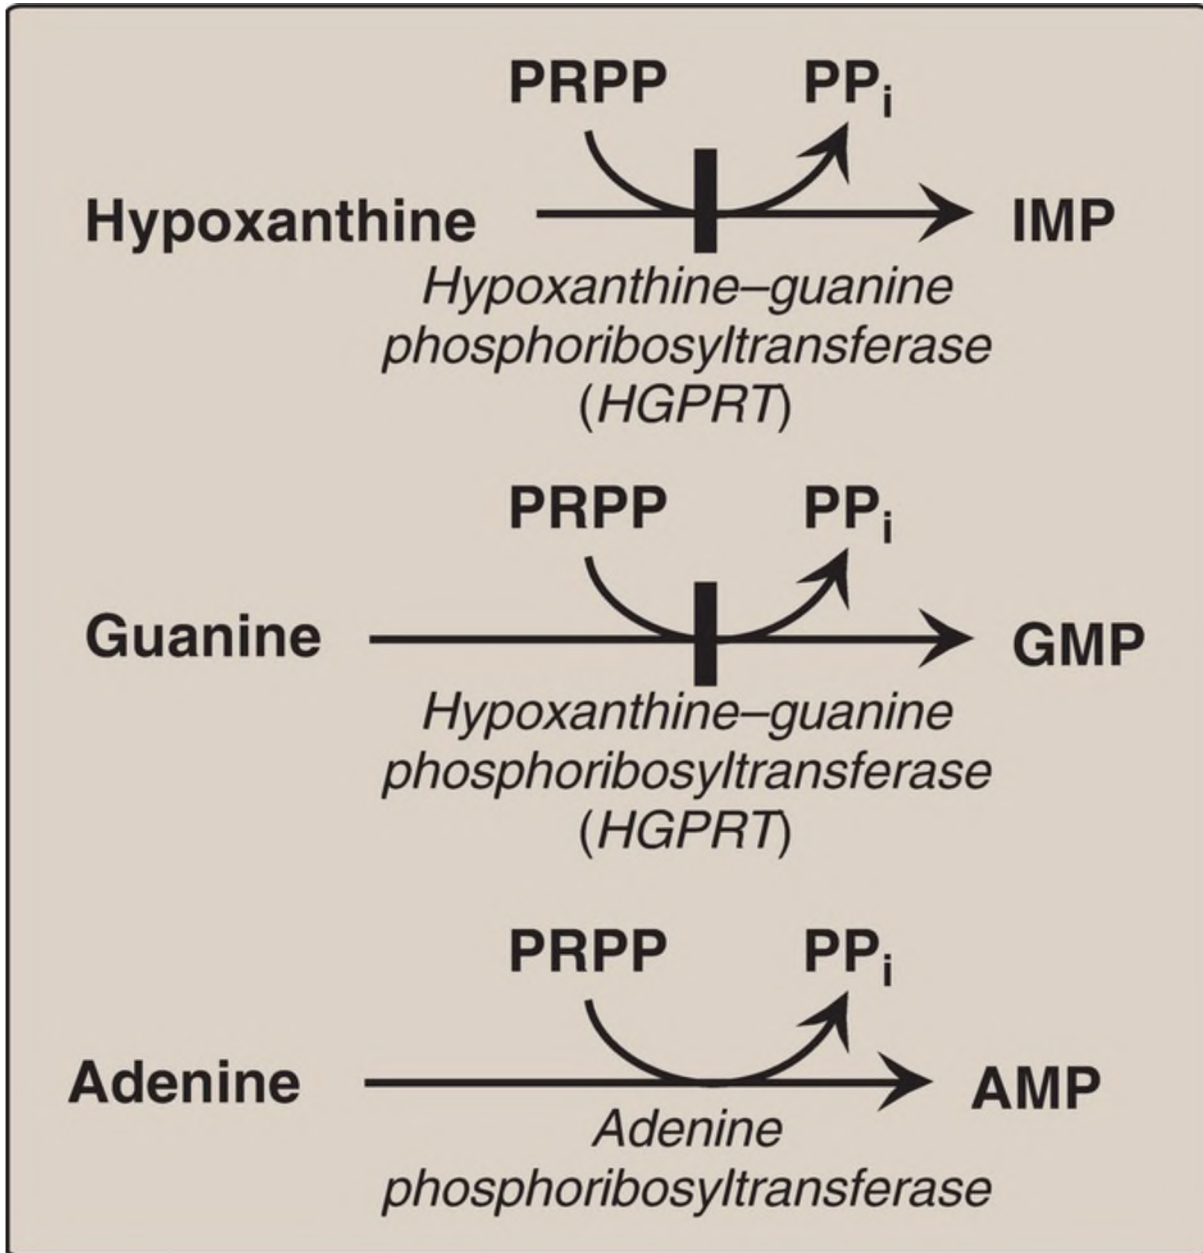 PRPP PPi
Hypoxanthine IMP
Hypoxanthine–guanine
phosphoribosyltransferase
(HGPRT)
PRPP PPi
Guanine GMP
Hypoxanthine–guanine
phosphoribosyltransferase
(HGPRT)
PRPP PPi
Adenine AMP
Adenine
phosphoribosyltransferase